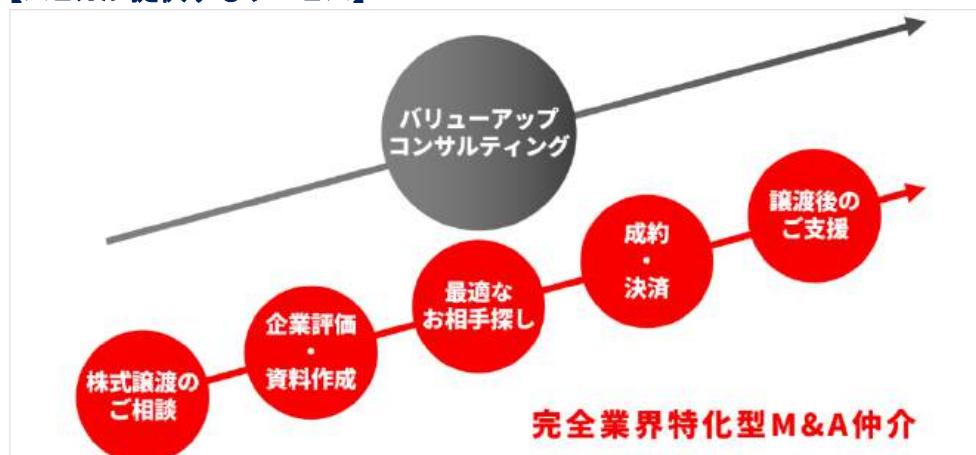 バリューアップ
コンサルティング
株式譲渡の
ご相談
企業評価
・
資料作成
最適な
お相手探し
成約
・
決済
譲渡後の
ご支援
完全業界特化型M&A仲介